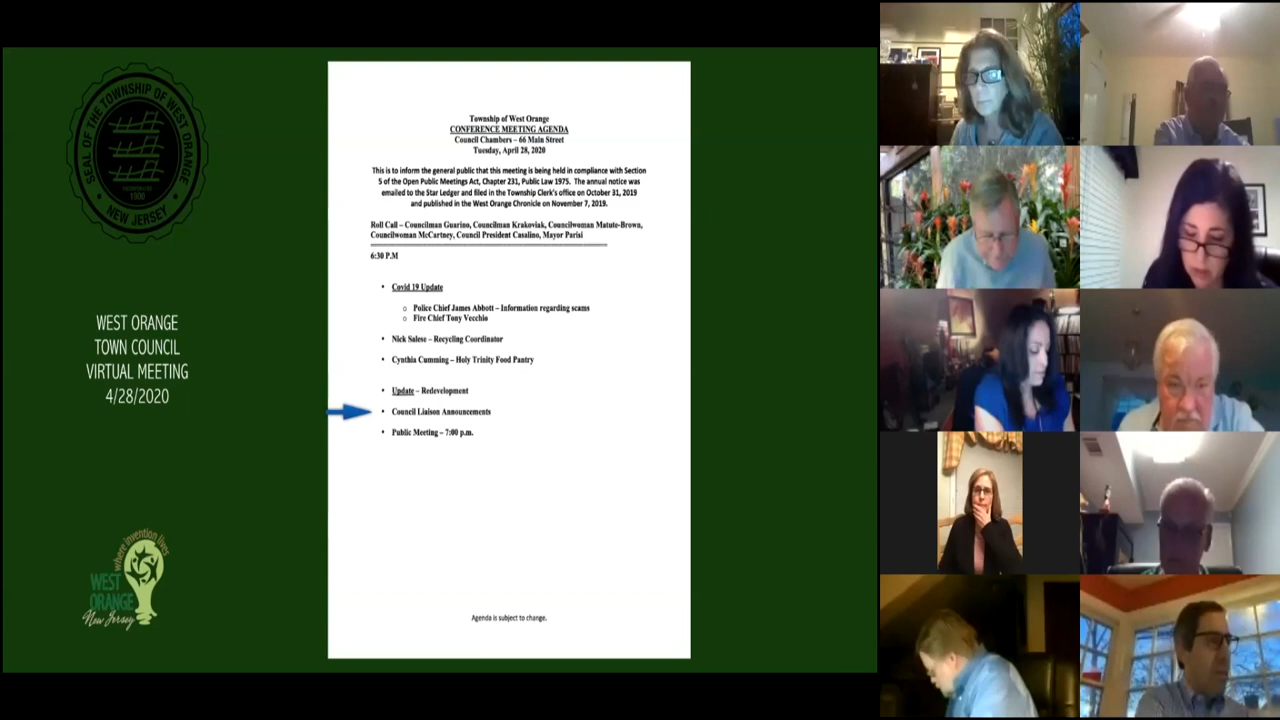 SEAL OF THE TOWNSHIP OF WEST ORANGE
1900
NEW JERSEY
WEST ORANGE
TOWN COUNCIL
VIRTUAL MEETING
4/28/2020
where invention lives
WEST
ORANGE
New Jersey
Township of West Orange
CONFERENCE MEETING AGENDA
Council Chambers – 66 Main Street
Tuesday, April 28, 2020
This is to inform the general public that this meeting is being held in compliance with Section
5 of the Open Public Meetings Act, Chapter 231, Public Law 1975. The annual notice was
emailed to the Star Ledger and filed in the Township Clerk's office on October 31, 2019
and published in the West Orange Chronicle on November 7, 2019.
Roll Call – Councilman Guarino, Councilman Krakoviak, Councilwoman Matute-Brown,
Councilwoman McCartney, Council President Casalino, Mayor Parisi
6:30 P.M
• Covid 19 Update
o Police Chief James Abbott – Information regarding scams
o Fire Chief Tony Vecchio
• Nick Salese – Recycling Coordinator
• Cynthia Cumming – Holy Trinity Food Pantry
• Update – Redevelopment
• Council Liaison Announcements
• Public Meeting – 7:00 p.m.
Agenda is subject to change.